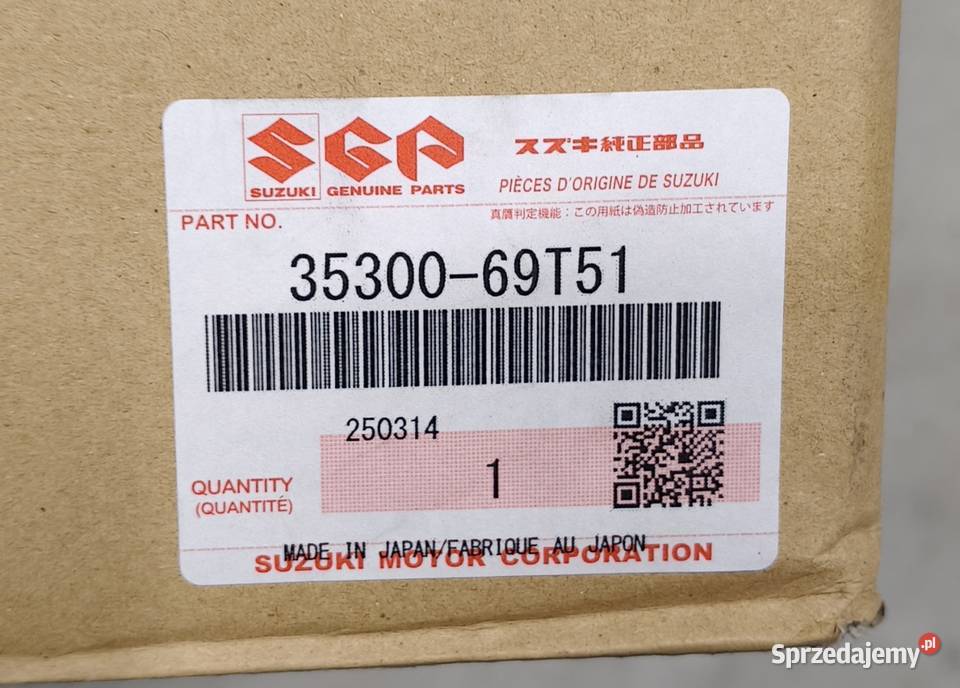 SGP スズキ純正部品
SUZUKI GENUINE PARTS PIÈCES D'ORIGINE DE SUZUKI
PART NO. 真贋判定機能：この用紙は偽造防止加工されています
35300-69T51
250314
QUANTITY 1
(QUANTITÉ)
MADE IN JAPAN/FABRIQUE AU JAPON
SUZUKI MOTOR CORPORATION
Sprzedajemy.pl